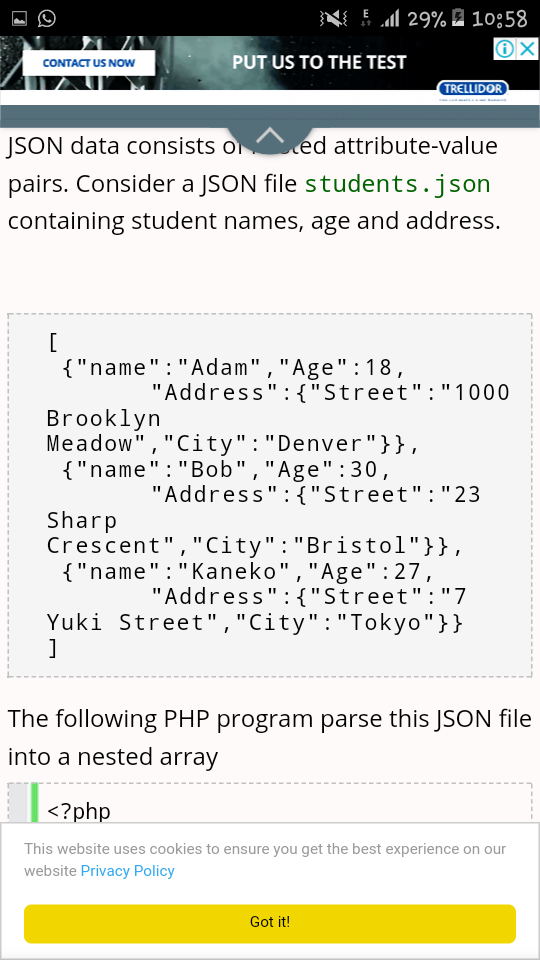 E 29% 10:58
CONTACT US NOW PUT US TO THE TEST
TRELLIDOR
JSON data consists of nested attribute-value
pairs. Consider a JSON file students.json
containing student names, age and address.
[
{"name":"Adam","Age":18,
"Address":{"Street":"1000
Brooklyn
Meadow","City":"Denver"}},
{"name":"Bob","Age":30,
"Address":{"Street":"23
Sharp
Crescent","City":"Bristol"}},
{"name":"Kaneko","Age":27,
"Address":{"Street":"7
Yuki Street","City":"Tokyo"}}
]
The following PHP program parse this JSON file
into a nested array
<?php
This website uses cookies to ensure you get the best experience on our
website Privacy Policy
Got it!